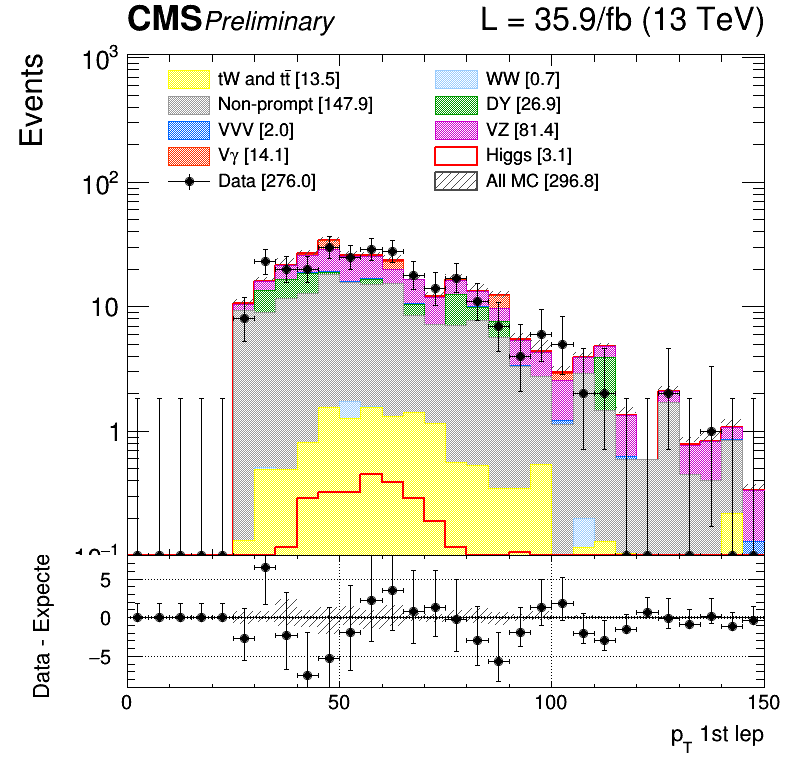 CMS Preliminary L = 35.9/fb (13 TeV)
Events
10³
10²
10
1
10⁻¹
tW and tt̄ [13.5]
WW [0.7]
Non-prompt [147.9]
DY [26.9]
VVV [2.0]
VZ [81.4]
Vγ [14.1]
Higgs [3.1]
Data [276.0]
All MC [296.8]
Data - Expecte
5
0
−5
0 50 100 150
p_T 1st lep